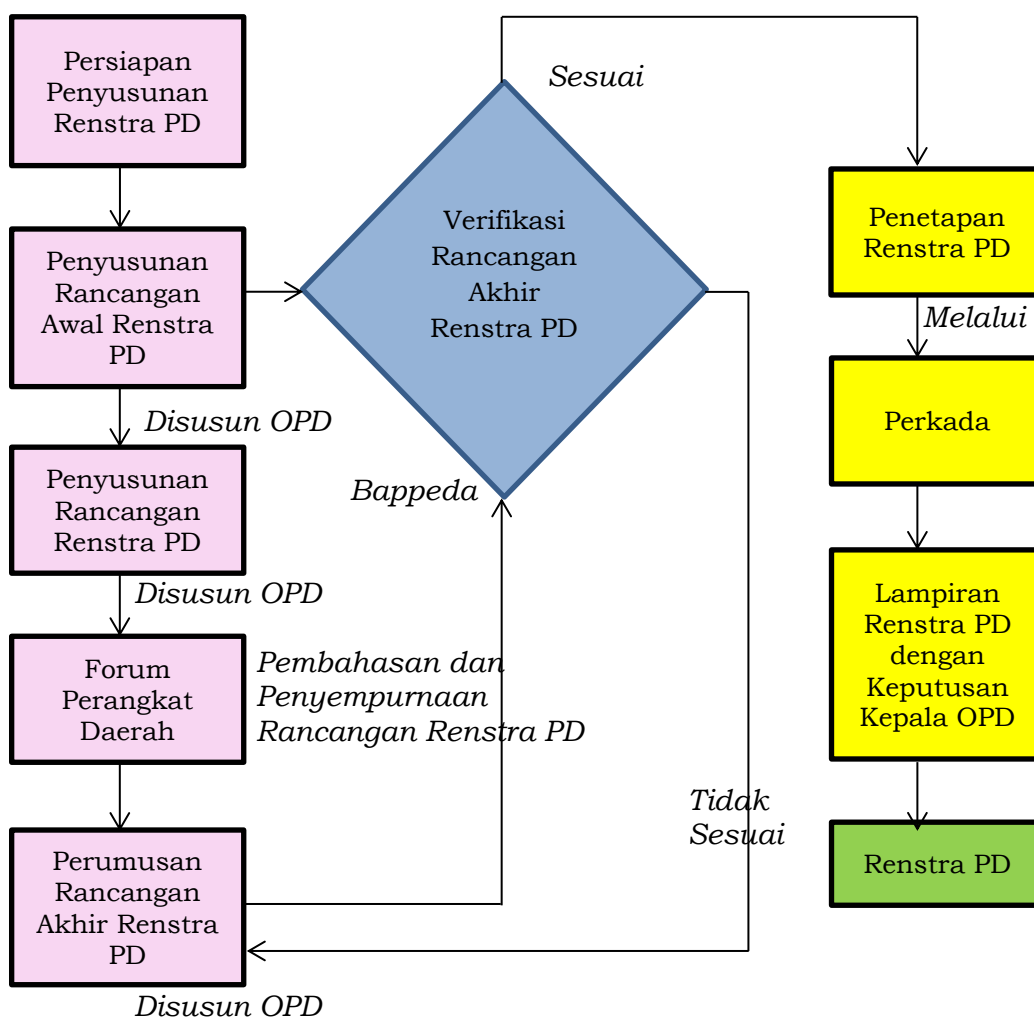 Persiapan
Penyusunan
Renstra PD
Penyusunan
Rancangan
Awal Renstra
PD
Disusun OPD
Penyusunan
Rancangan
Renstra PD
Disusun OPD
Forum
Perangkat
Daerah
Pembahasan dan
Penyempurnaan
Rancangan Renstra PD
Perumusan
Rancangan
Akhir Renstra
PD
Disusun OPD
Bappeda
Verifikasi
Rancangan
Akhir
Renstra PD
Sesuai
Tidak
Sesuai
Penetapan
Renstra PD
Melalui
Perkada
Lampiran
Renstra PD
dengan
Keputusan
Kepala OPD
Renstra PD